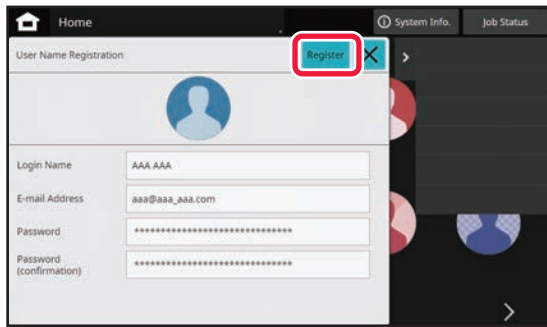 Home
System Info.
Job Status
User Name Registration
Register
Login Name
AAA AAA
E-mail Address
aaa@aaa_aaa.com
Password
********************************
Password
(confirmation)
********************************